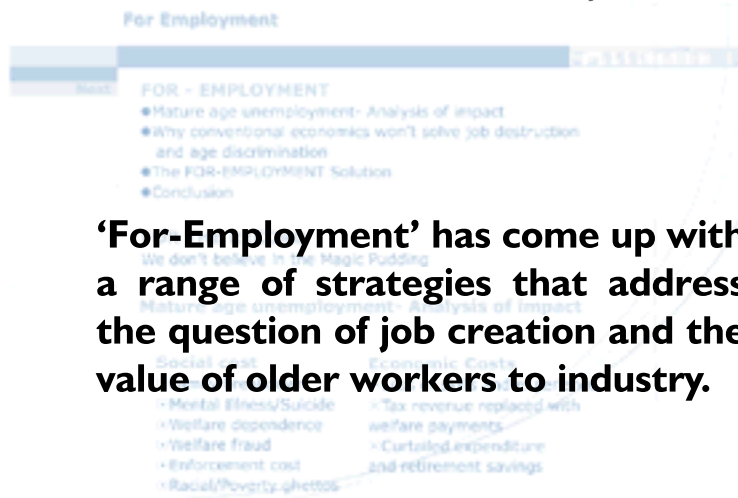 For Employment
Next
FOR - EMPLOYMENT
●Mature age unemployment- Analysis of impact
●Why conventional economics won't solve job destruction
and age discrimination
●The FOR-EMPLOYMENT Solution
●Conclusion
‘For-Employment’ has come up with
We don't believe in the Magic Pudding
a range of strategies that address
Mature age unemployment- Analysis of impact
the question of job creation and the
Social cost
Economic Costs
value of older workers to industry.
Mental Illness/Suicide
Tax revenue replaced with
Welfare dependence
welfare payments
Welfare fraud
Curtailed expenditure
Enforcement cost
and retirement savings
Racial/Poverty ghettos